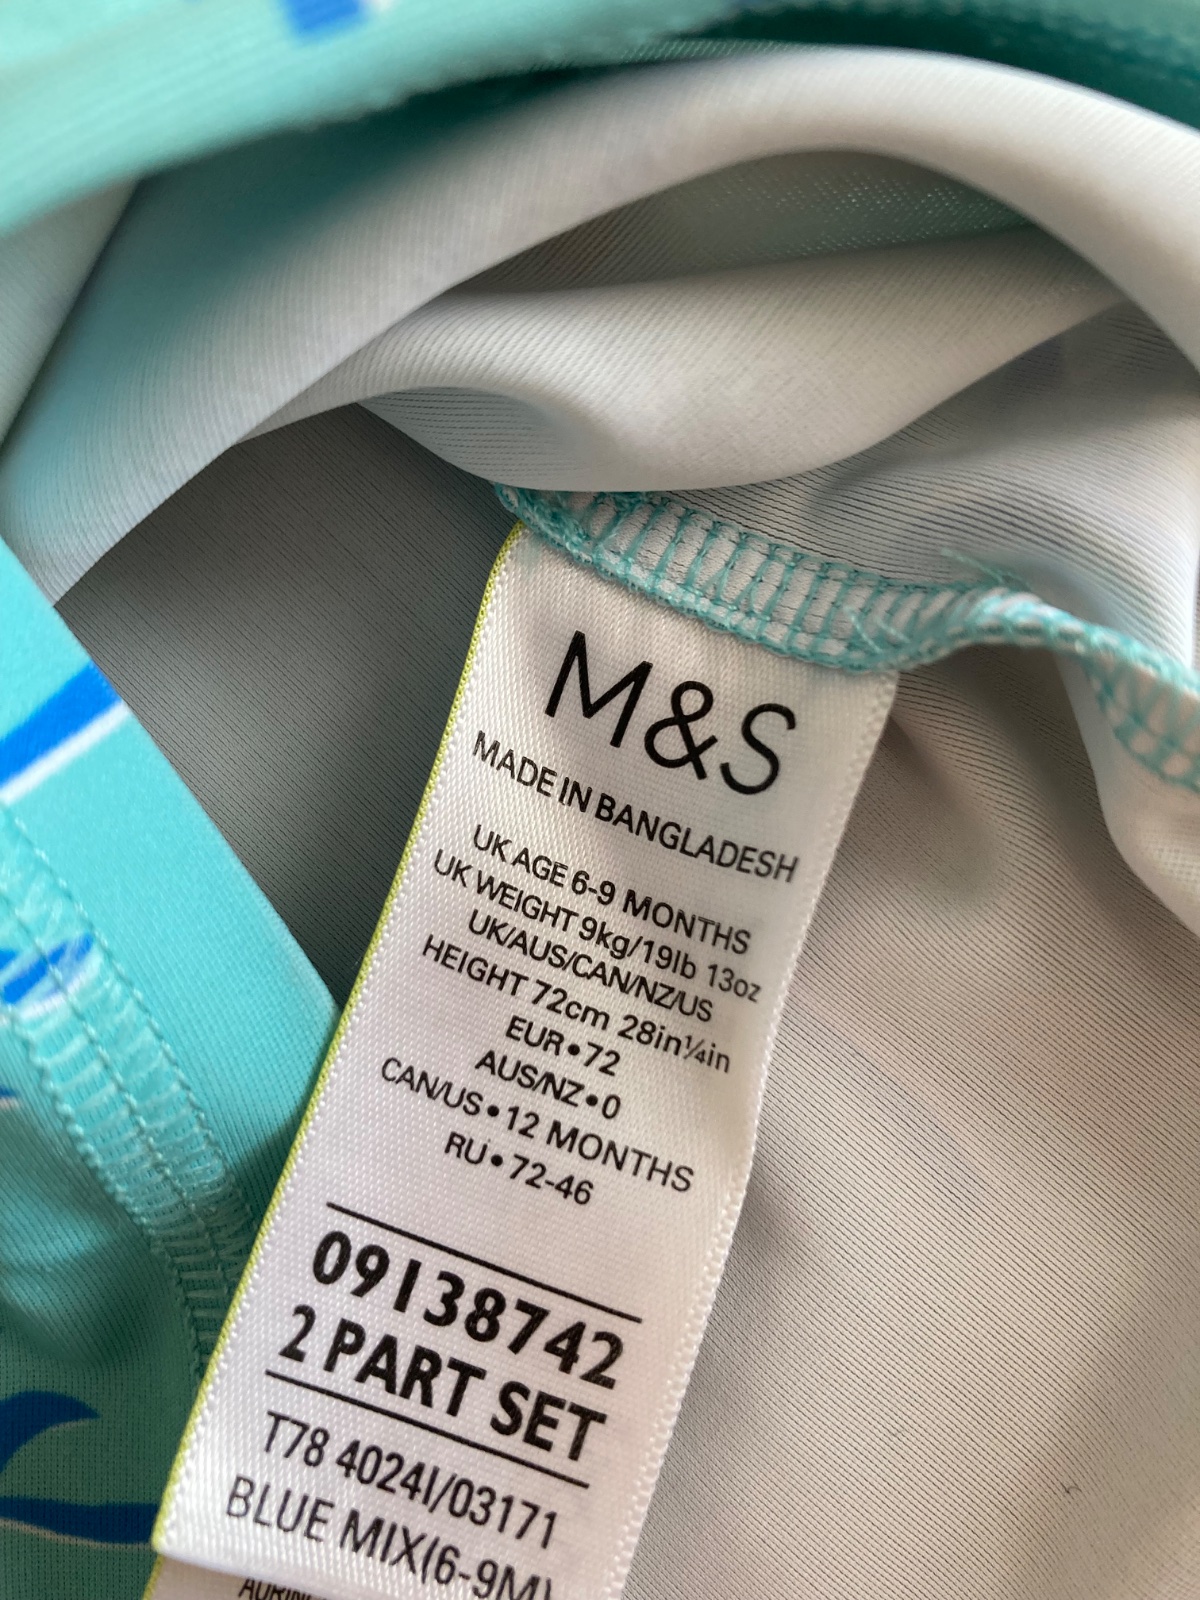 M&S
MADE IN BANGLADESH
UK AGE 6-9 MONTHS
UK WEIGHT 9kg/19lb 13oz
UK/AUS/CAN/NZ/US
HEIGHT 72cm 28in¼in
EUR•72
AUS/NZ•0
CAN/US•12 MONTHS
RU•72-46
09138742
2 PART SET
T78 4024I/03171
BLUE MIX(6-9M)